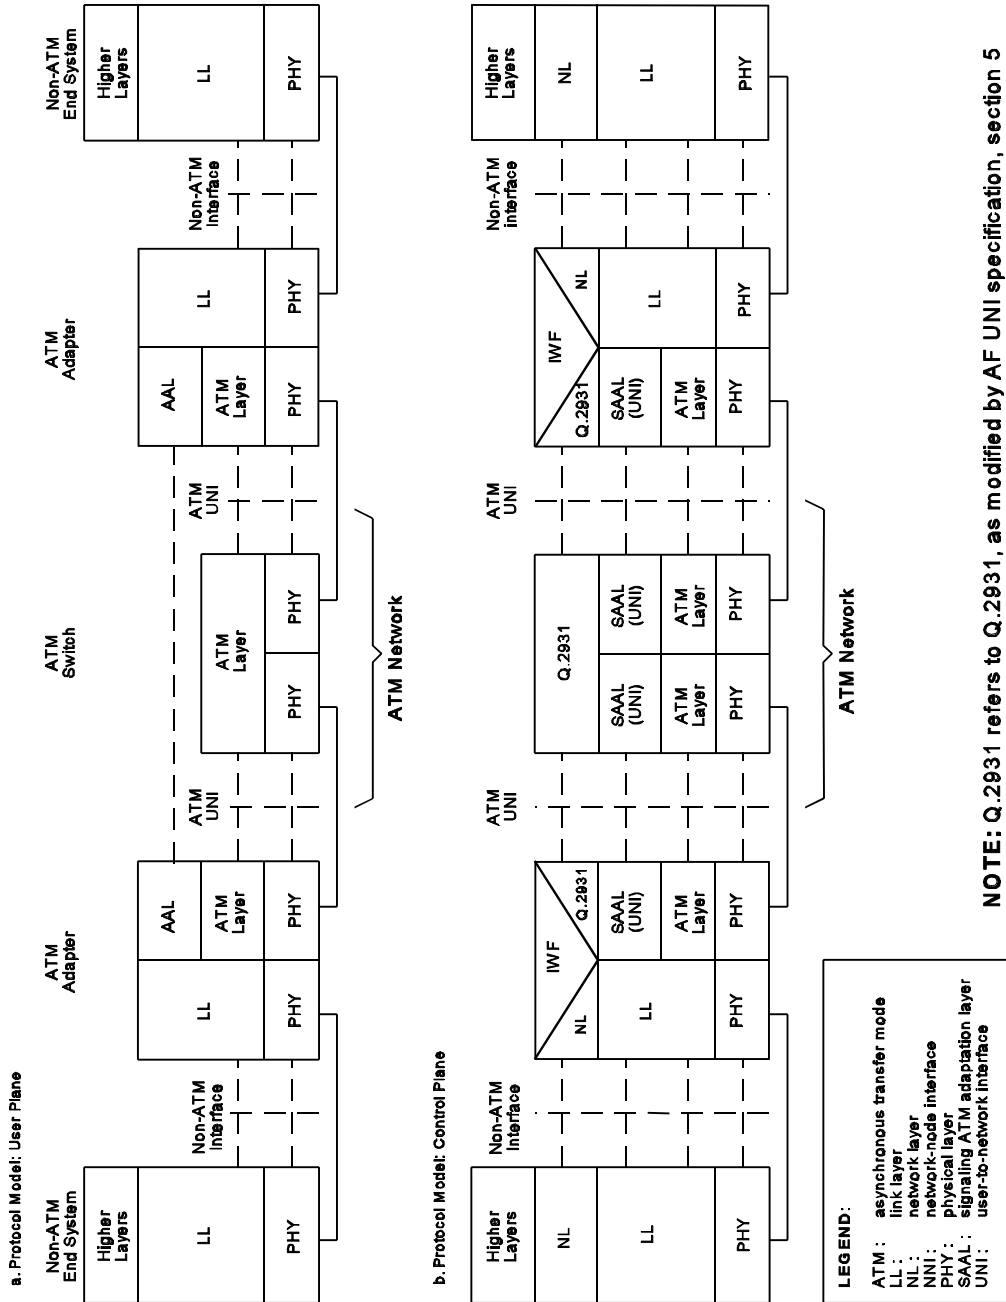 a. Protocol Model: User Plane
Non-ATM
End System
ATM
Adapter
ATM
Switch
ATM
Adapter
Non-ATM
End System
Higher
Layers
LL
PHY
Non-ATM
Interface
LL
PHY
AAL
ATM
Layer
PHY
ATM
UNI
ATM
Layer
PHY
PHY
ATM
UNI
AAL
ATM
Layer
PHY
LL
PHY
Non-ATM
Interface
Higher
Layers
LL
PHY
ATM Network
b. Protocol Model: Control Plane
Higher
Layers
NL
LL
PHY
Non-ATM
Interface
NL
IWF
Q.2931
LL
PHY
SAAL
(UNI)
ATM
Layer
PHY
ATM
UNI
Q.2931
SAAL
(UNI)
SAAL
(UNI)
ATM
Layer
ATM
Layer
PHY
PHY
ATM
UNI
Q.2931
IWF
NL
SAAL
(UNI)
ATM
Layer
PHY
LL
PHY
Non-ATM
interface
Higher
Layers
NL
LL
PHY
ATM Network
LEGEND:
ATM : asynchronous transfer mode
LL : link layer
NL : network layer
NNI : network-node interface
PHY : physical layer
SAAL : signaling ATM adaptation layer
UNI : user-to-network interface
NOTE: Q.2931 refers to Q.2931, as modified by AF UNI specification, section 5